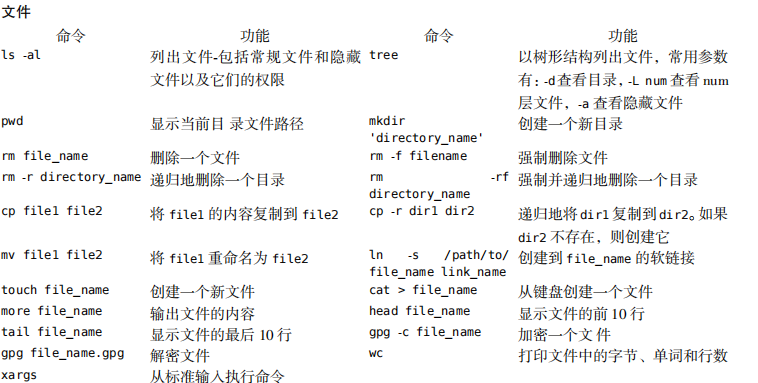 文件
命令 功能 命令 功能
ls -al 列出文件-包括常规文件和隐藏 tree 以树形结构列出文件，常用参数
文件以及它们的权限 有：-d 查看目录，-L num 查看 num
层文件，-a 查看隐藏文件
pwd 显示当前目 录文件路径 mkdir 创建一个新目录
'directory_name'
rm file_name 删除一个文件 rm -f filename 强制删除文件
rm -r directory_name 递归地删除一个目录 rm -rf 强制并递归地删除一个目录
directory_name
cp file1 file2 将 file1 的内容复制到 file2 cp -r dir1 dir2 递归地将 dir1 复制到 dir2。如果
dir2 不存在，则创建它
mv file1 file2 将 file1 重命名为 file2 ln -s /path/to/ 创建到 file_name 的软链接
file_name link_name
touch file_name 创建一个新文件 cat > file_name 从键盘创建一个文件
more file_name 输出文件的内容 head file_name 显示文件的前 10 行
tail file_name 显示文件的最后 10 行 gpg -c file_name 加密一个文 件
gpg file_name.gpg 解密文件 wc 打印文件中的字节、单词和行数
xargs 从标准输入执行命令